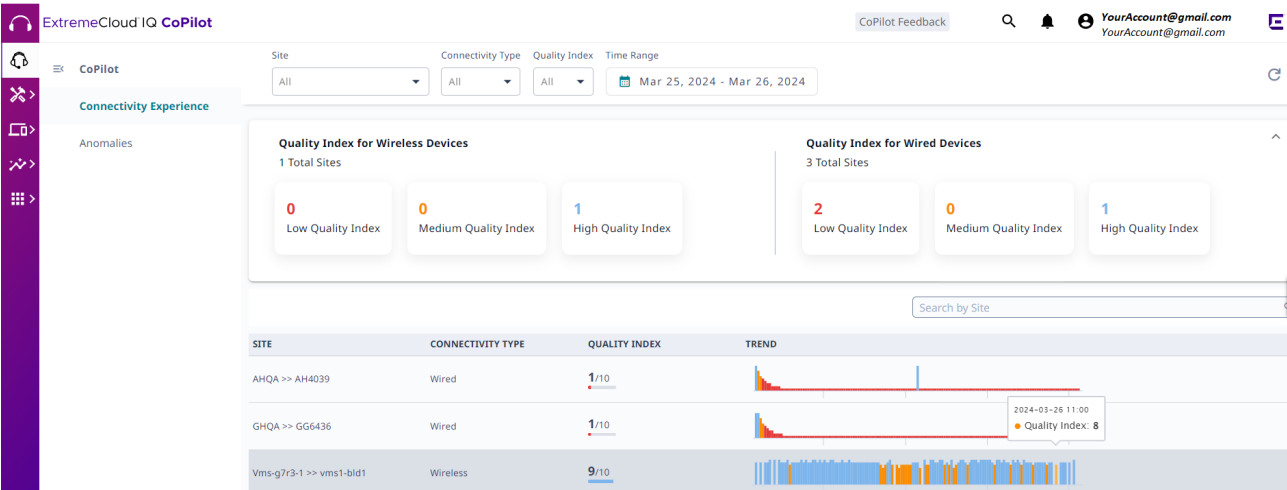 ExtremeCloud IQ CoPilot
CoPilot Feedback
YourAccount@gmail.com
YourAccount@gmail.com
CoPilot
Connectivity Experience
Anomalies
Site
Connectivity Type
Quality Index
Time Range
All
All
All
Mar 25, 2024 - Mar 26, 2024
Quality Index for Wireless Devices
1 Total Sites
0
Low Quality Index
0
Medium Quality Index
1
High Quality Index
Quality Index for Wired Devices
3 Total Sites
2
Low Quality Index
0
Medium Quality Index
1
High Quality Index
Search by Site
SITE CONNECTIVITY TYPE QUALITY INDEX TREND
AHQA >> AH4039 Wired 1/10
GHQA >> GG6436 Wired 1/10
2024-03-26 11:00
Quality Index: 8
Vms-g7r3-1 >> vms1-bld1 Wireless 9/10